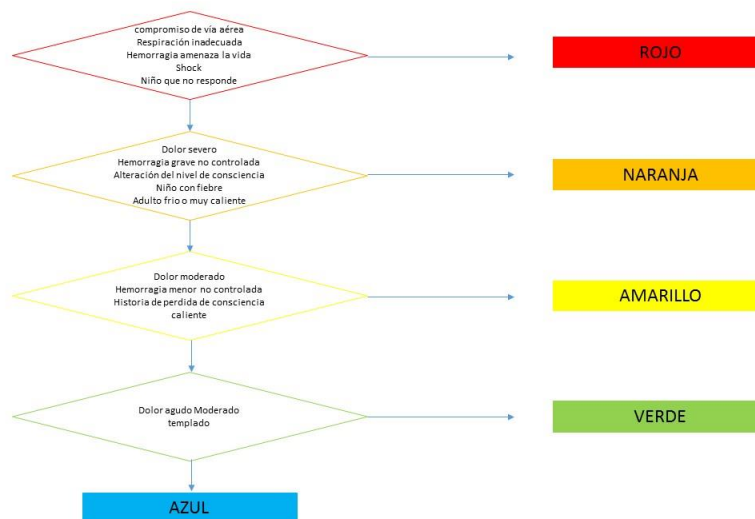 compromiso de vía aérea
Respiración inadecuada
Hemorragia amenaza la vida
Shock
Niño que no responde
ROJO
Dolor severo
Hemorragia grave no controlada
Alteración del nivel de consciencia
Niño con fiebre
Adulto frio o muy caliente
NARANJA
Dolor moderado
Hemorragia menor no controlada
Historia de perdida de consciencia
caliente
AMARILLO
Dolor agudo Moderado
templado
VERDE
AZUL